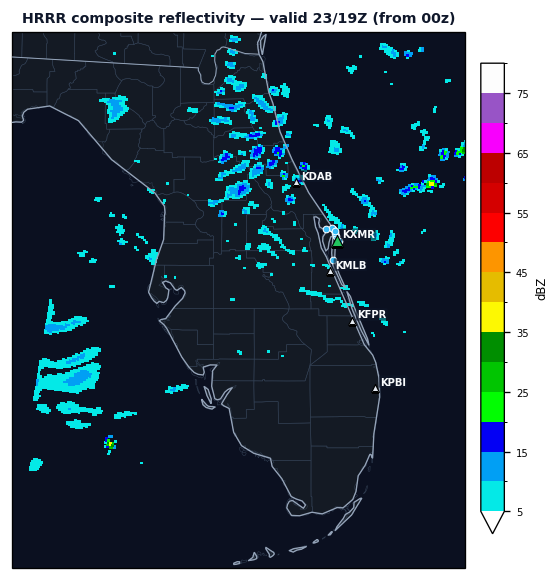 HRRR composite reflectivity — valid 23/19Z (from 00z)
KDAB
KXMR
KMLB
KFPR
KPBI
75
65
55
45
35
25
15
5
dBZ